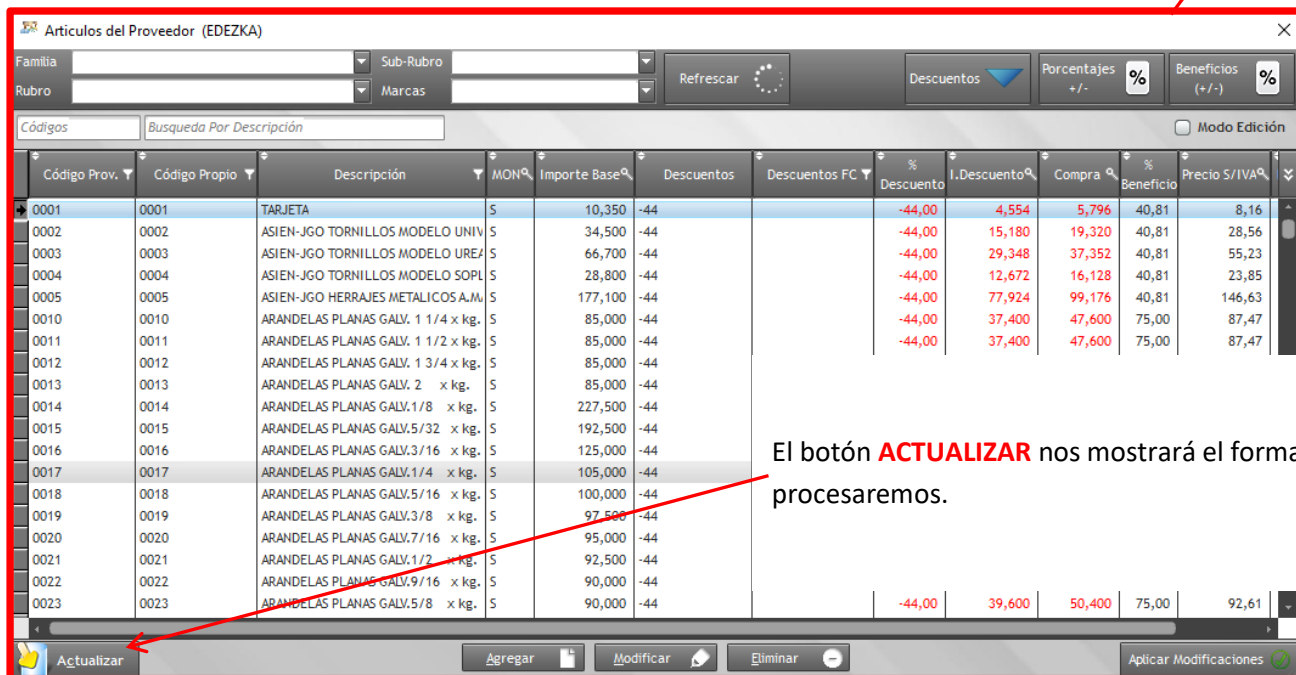 Articulos del Proveedor (EDEZKA)
Familia Sub-Rubro
Rubro Marcas
Refrescar
Descuentos
Porcentajes +/- %
Beneficios (+/-) %
Códigos Busqueda Por Descripción Modo Edición
Código Prov. Código Propio Descripción MON Importe Base Descuentos Descuentos FC % Descuento I.Descuento Compra % Beneficio Precio S/IVA
0001 0001 TARJETA S 10,350 -44 -44,00 4,554 5,796 40,81 8,16
0002 0002 ASIEN-JGO TORNILLOS MODELO UNIV S 34,500 -44 -44,00 15,180 19,320 40,81 28,56
0003 0003 ASIEN-JGO TORNILLOS MODELO UREA S 66,700 -44 -44,00 29,348 37,352 40,81 55,23
0004 0004 ASIEN-JGO TORNILLOS MODELO SOPL S 28,800 -44 -44,00 12,672 16,128 40,81 23,85
0005 0005 ASIEN-JGO HERRAJES METALICOS A.M. S 177,100 -44 -44,00 77,924 99,176 40,81 146,63
0010 0010 ARANDELAS PLANAS GALV. 1 1/4 x kg. S 85,000 -44 -44,00 37,400 47,600 75,00 87,47
0011 0011 ARANDELAS PLANAS GALV. 1 1/2 x kg. S 85,000 -44 -44,00 37,400 47,600 75,00 87,47
0012 0012 ARANDELAS PLANAS GALV. 1 3/4 x kg. S 85,000 -44
0013 0013 ARANDELAS PLANAS GALV. 2 x kg. S 85,000 -44
0014 0014 ARANDELAS PLANAS GALV.1/8 x kg. S 227,500 -44
0015 0015 ARANDELAS PLANAS GALV.5/32 x kg. S 192,500 -44
0016 0016 ARANDELAS PLANAS GALV.3/16 x kg. S 125,000 -44
0017 0017 ARANDELAS PLANAS GALV.1/4 x kg. S 105,000 -44
0018 0018 ARANDELAS PLANAS GALV.5/16 x kg. S 100,000 -44
0019 0019 ARANDELAS PLANAS GALV.3/8 x kg. S 97,500 -44
0020 0020 ARANDELAS PLANAS GALV.7/16 x kg. S 95,000 -44
0021 0021 ARANDELAS PLANAS GALV.1/2 x kg. S 92,500 -44
0022 0022 ARANDELAS PLANAS GALV.9/16 x kg. S 90,000 -44
0023 0023 ARANDELAS PLANAS GALV.5/8 x kg. S 90,000 -44 -44,00 39,600 50,400 75,00 92,61
El botón ACTUALIZAR nos mostrará el forma
procesaremos.
Actualizar Agregar Modificar Eliminar Aplicar Modificaciones